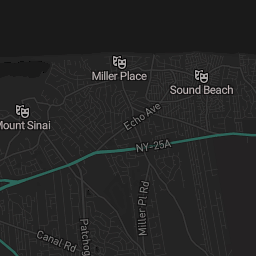 Miller Place
Sound Beach
Echo Ave
Mount Sinai
NY-25A
Miller Pl Rd
Patchog
Canal Rd